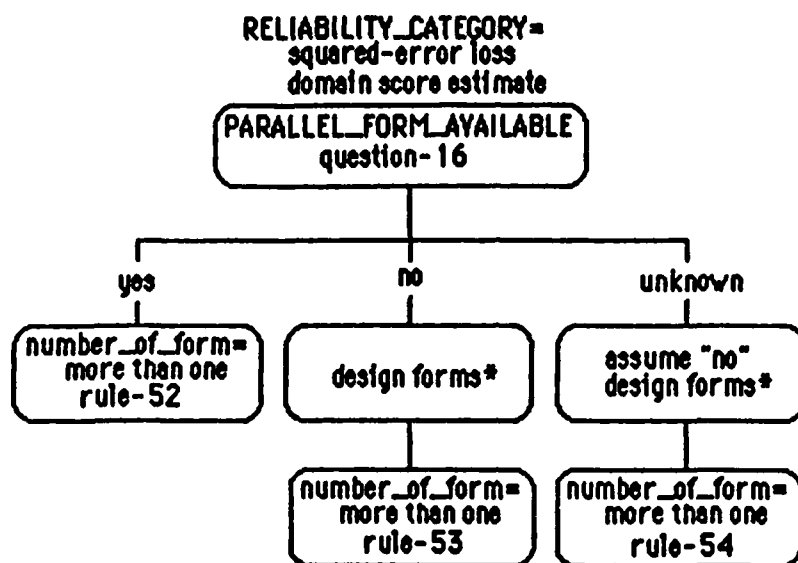 RELIABILITY_CATEGORY=
squared-error loss
domain score estimate
PARALLEL_FORM_AVAILABLE
question-16
yes
no
unknown
number_of_form=
more than one
rule-52
design forms*
assume "no"
design forms*
number_of_form=
more than one
rule-53
number_of_form=
more than one
rule-54